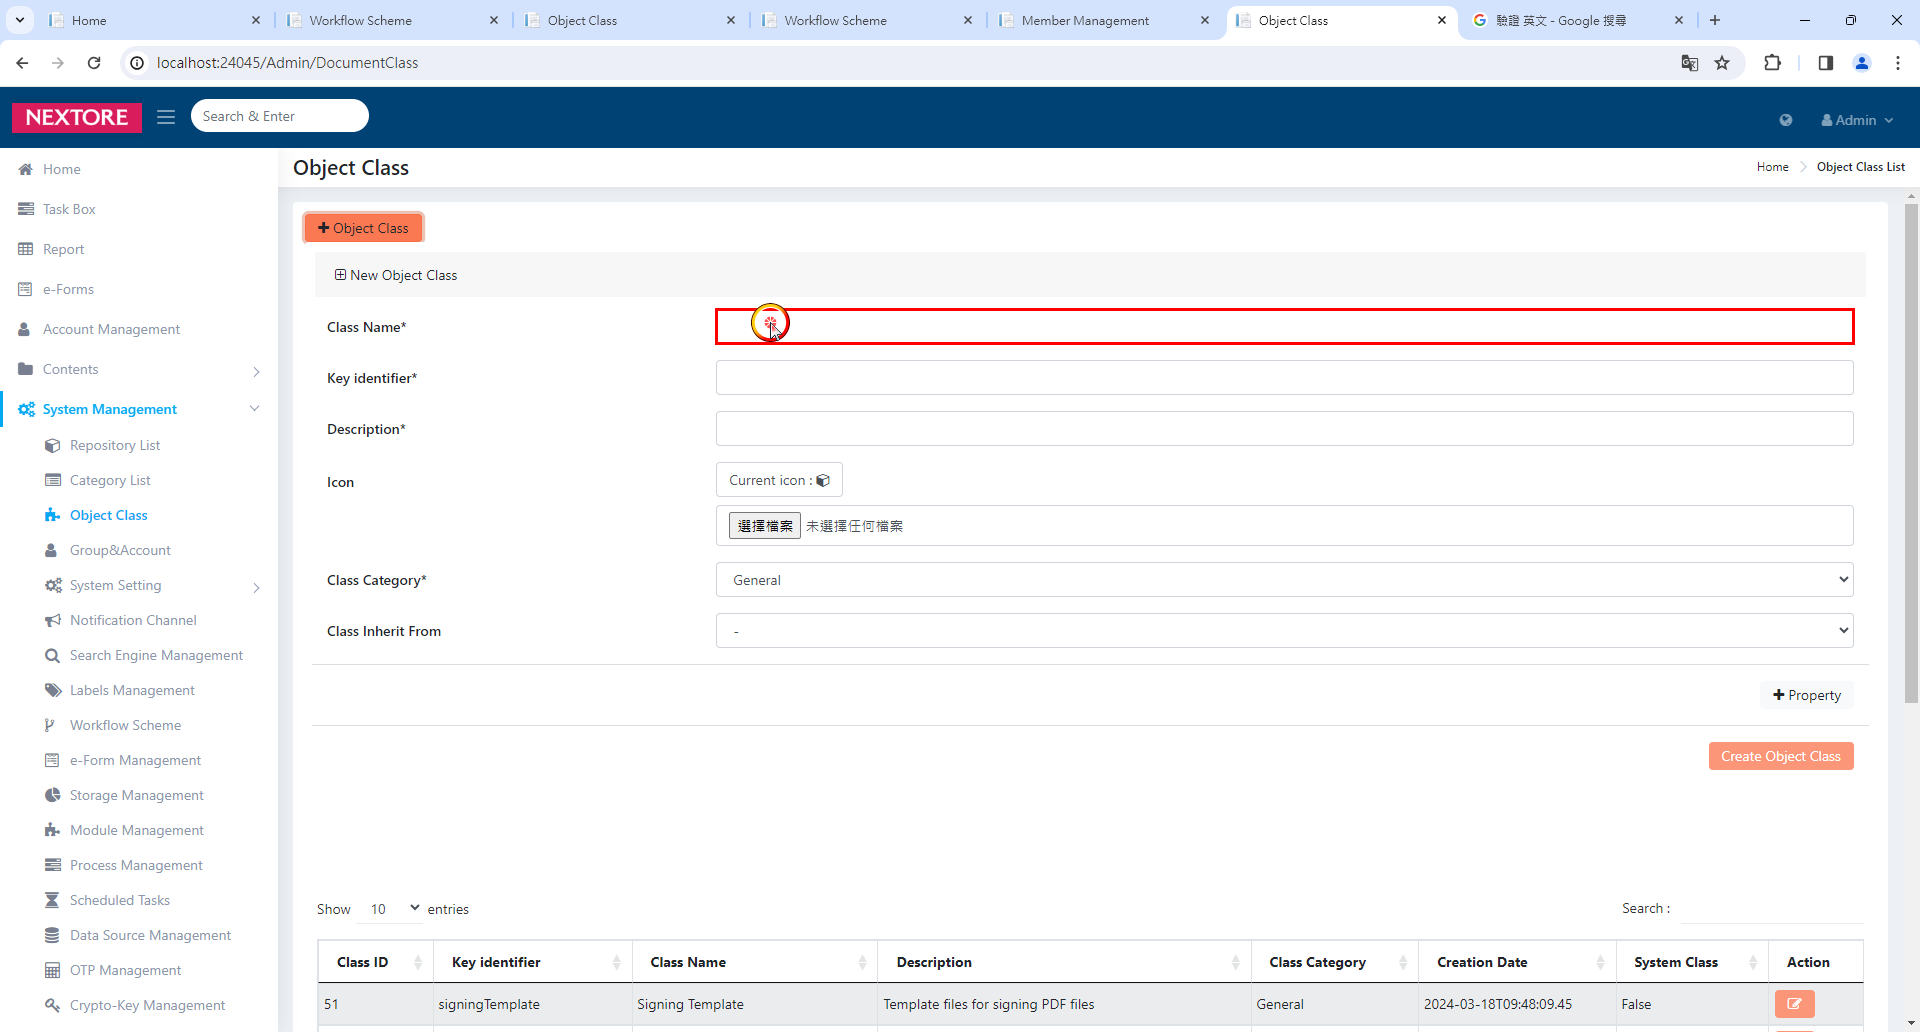 Home
Workflow Scheme
Object Class
Workflow Scheme
Member Management
Object Class
驗證 英文 - Google 搜尋
localhost:24045/Admin/DocumentClass
NEXTORE
Search & Enter
Admin
Home
Task Box
Report
e-Forms
Account Management
Contents
System Management
Repository List
Category List
Object Class
Group&Account
System Setting
Notification Channel
Search Engine Management
Labels Management
Workflow Scheme
e-Form Management
Storage Management
Module Management
Process Management
Scheduled Tasks
Data Source Management
OTP Management
Crypto-Key Management
Object Class
Home
Object Class List
Object Class
New Object Class
Class Name*
Key identifier*
Description*
Icon
Current icon :
選擇檔案 未選擇任何檔案
Class Category*
General
Class Inherit From
-
Property
Create Object Class
Show 10 entries
Search :
Class ID Key identifier Class Name Description Class Category Creation Date System Class Action
51 signingTemplate Signing Template Template files for signing PDF files General 2024-03-18T09:48:09.45 False